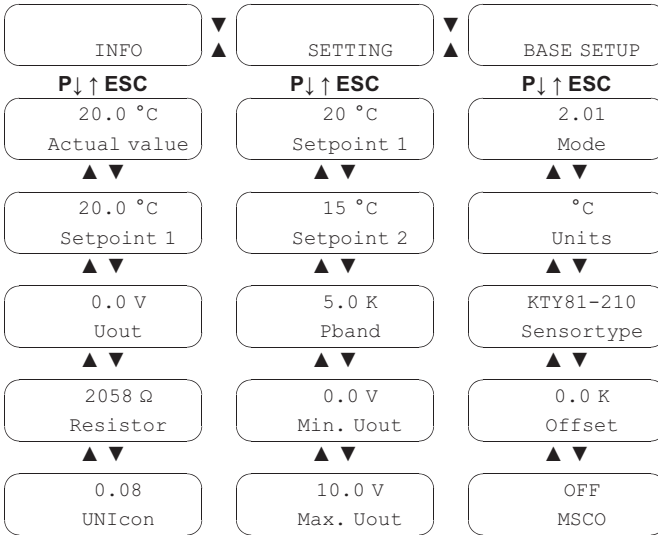 INFO
▼
▲
SETTING
▼
▲
BASE SETUP
P↓ ↑ ESC
P↓ ↑ ESC
P↓ ↑ ESC
20.0 °C
Actual value
20 °C
Setpoint 1
2.01
Mode
▲ ▼
▲ ▼
▲ ▼
20.0 °C
Setpoint 1
15 °C
Setpoint 2
°C
Units
▲ ▼
▲ ▼
▲ ▼
0.0 V
Uout
5.0 K
Pband
KTY81-210
Sensortype
▲ ▼
▲ ▼
▲ ▼
2058 Ω
Resistor
0.0 V
Min. Uout
0.0 K
Offset
▲ ▼
▲ ▼
▲ ▼
0.08
UNIcon
10.0 V
Max. Uout
OFF
MSCO